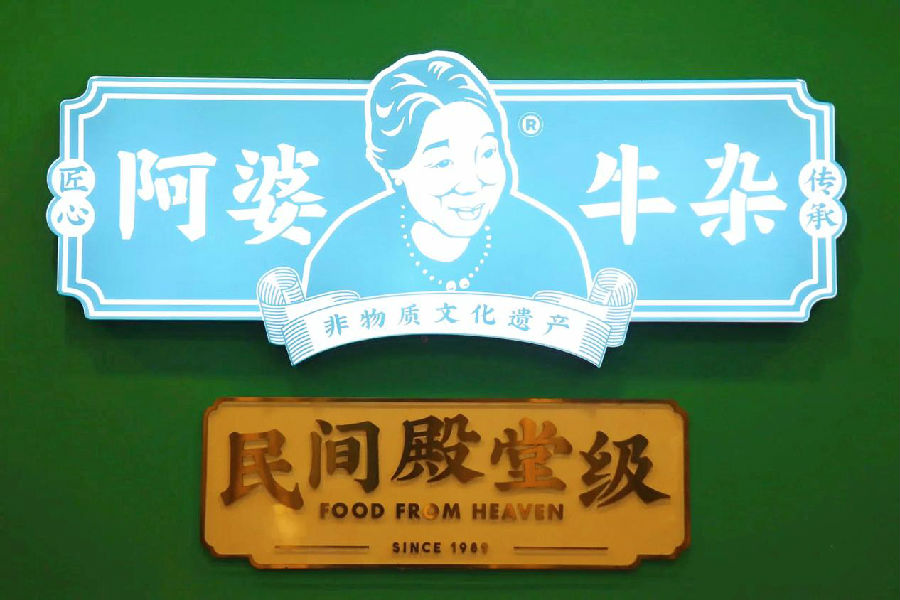 匠心
阿婆
®
牛杂
传承
非物质文化遗产
民间殿堂级
FOOD FROM HEAVEN
SINCE 1989